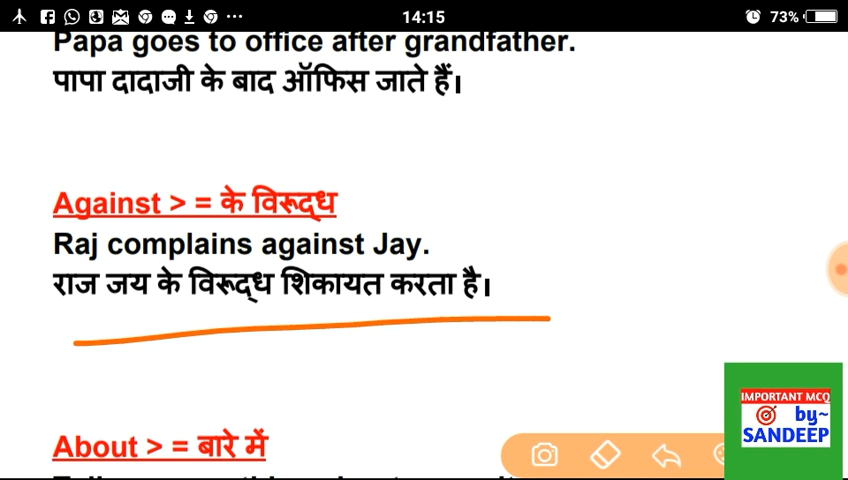 14:15
73%
Papa goes to office after grandfather.
पापा दादाजी के बाद ऑफिस जाते हैं।
Against > = के विरूद्ध
Raj complains against Jay.
राज जय के विरूद्ध शिकायत करता है।
IMPORTANT MCQ
by~
SANDEEP
About > = बारे में